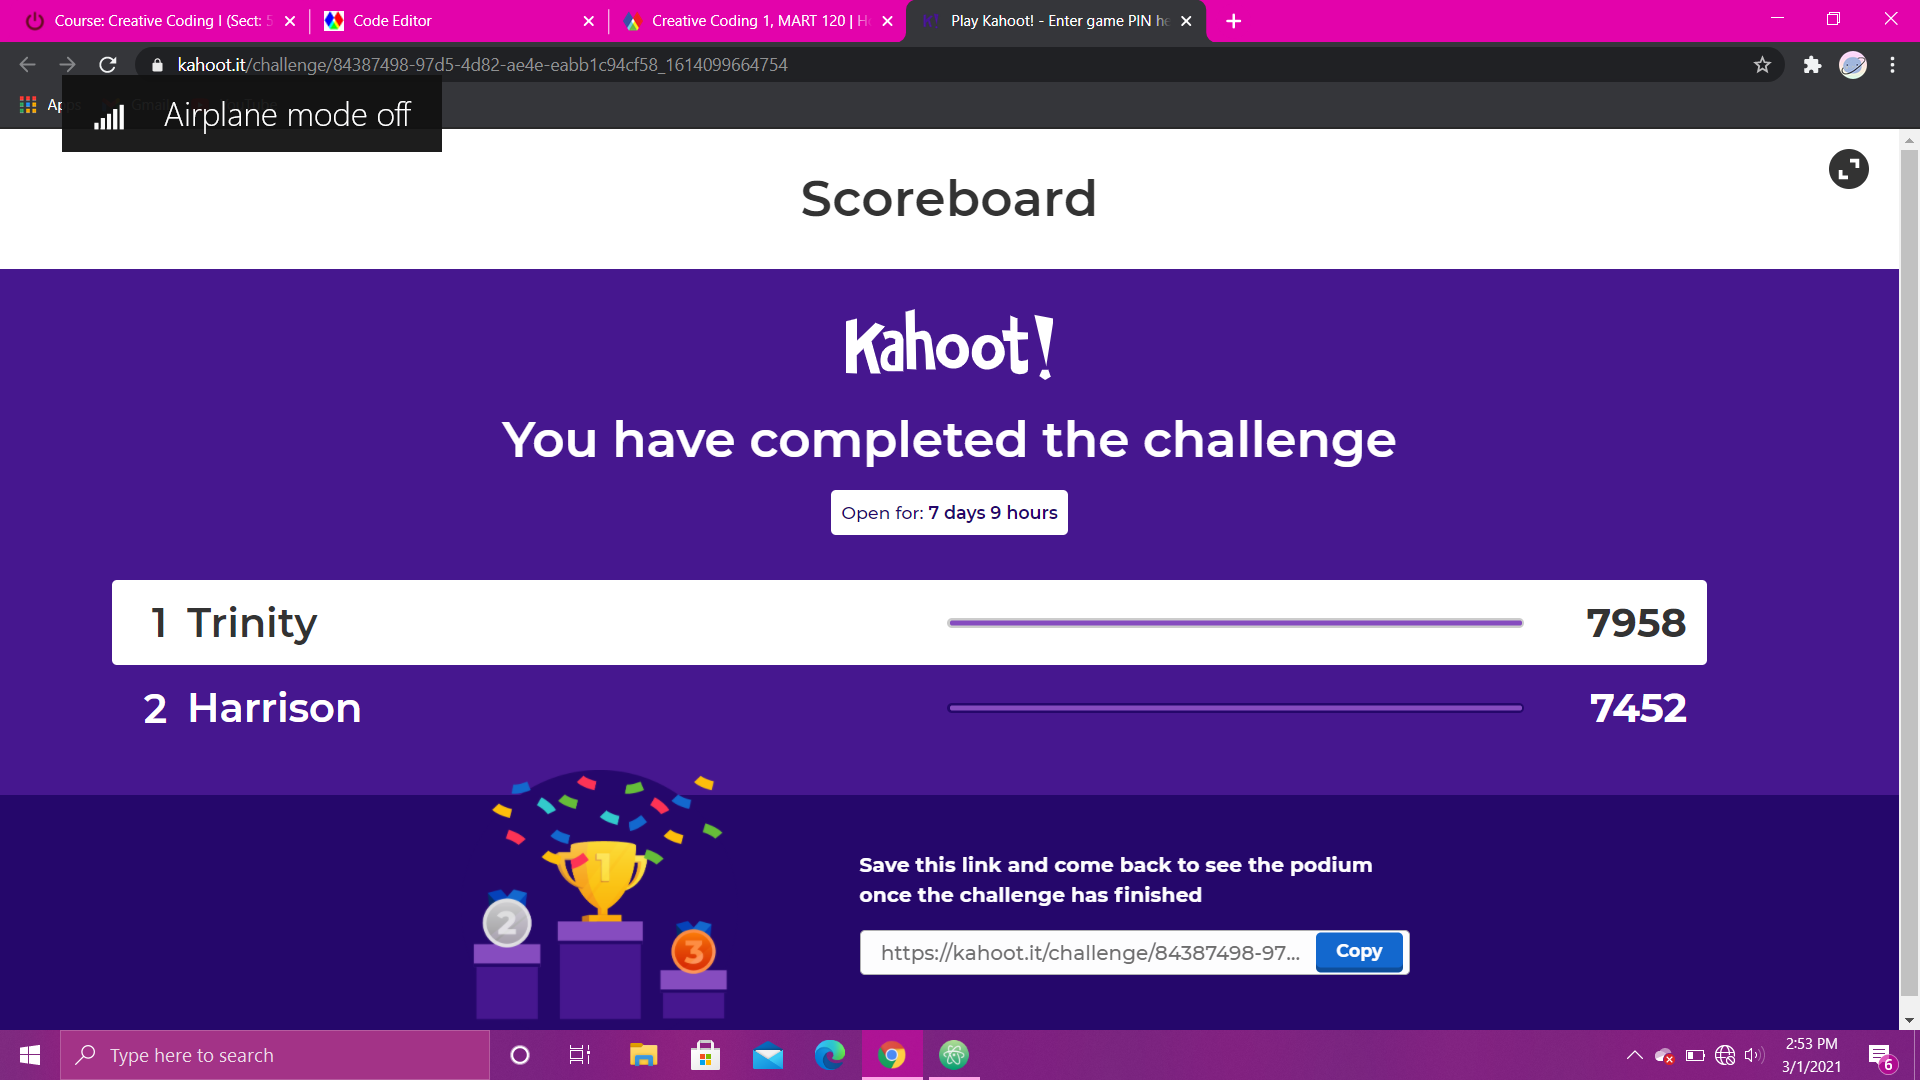 Course: Creative Coding I (Sect: 5
Code Editor
Creative Coding 1, MART 120 | H
Play Kahoot! - Enter game PIN he
kahoot.it/challenge/84387498-97d5-4d82-ae4e-eabb1c94cf58_1614099664754
Airplane mode off
Scoreboard
Kahoot!
You have completed the challenge
Open for: 7 days 9 hours
1 Trinity 7958
2 Harrison 7452
1
2
3
Save this link and come back to see the podium
once the challenge has finished
https://kahoot.it/challenge/84387498-97... Copy
Type here to search
2:53 PM
3/1/2021
6